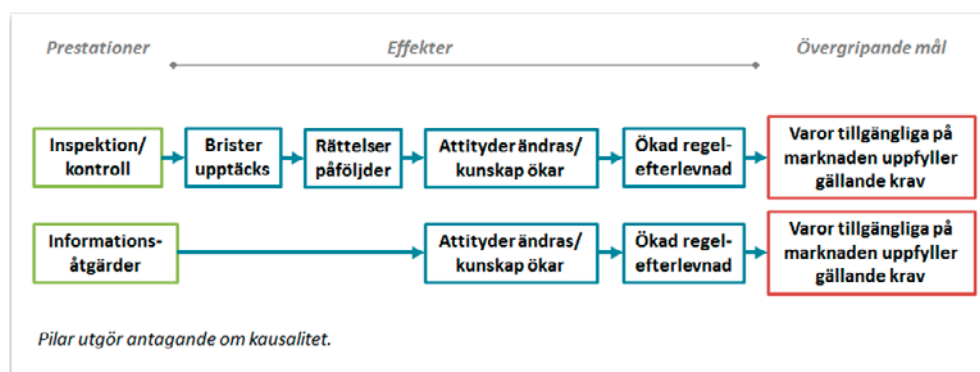 Prestationer
Effekter
Övergripande mål
Inspektion/
kontroll
Brister
upptäcks
Rättelser
påföljder
Attityder ändras/
kunskap ökar
Ökad regel-
efterlevnad
Varor tillgängliga på
marknaden uppfyller
gällande krav
Informations-
åtgärder
Attityder ändras/
kunskap ökar
Ökad regel-
efterlevnad
Varor tillgängliga på
marknaden uppfyller
gällande krav
Pilar utgör antagande om kausalitet.